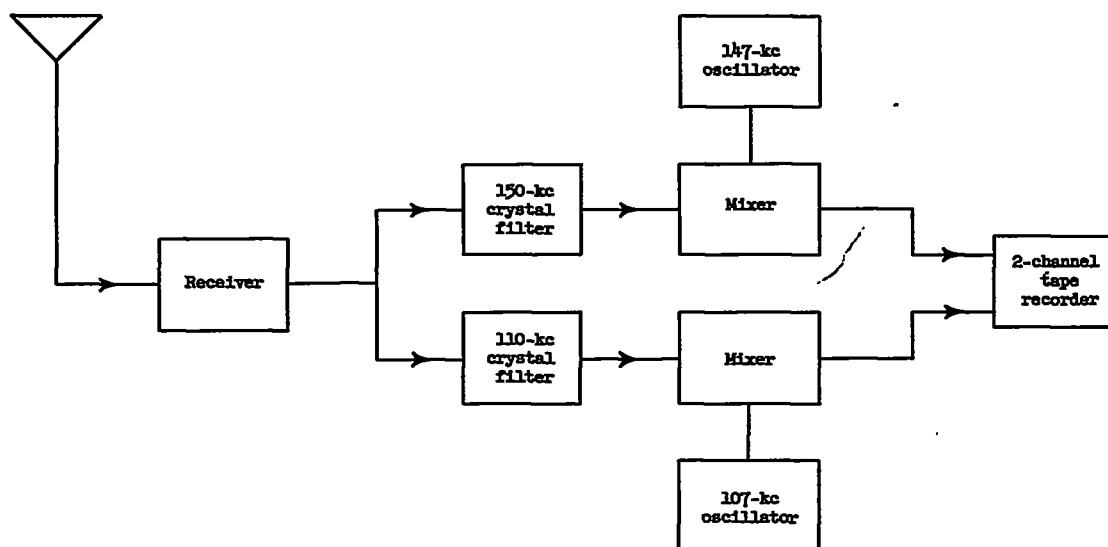 147-kc
oscillator
150-kc
crystal
filter
Mixer
Receiver
2-channel
tape
recorder
110-kc
crystal
filter
Mixer
107-kc
oscillator